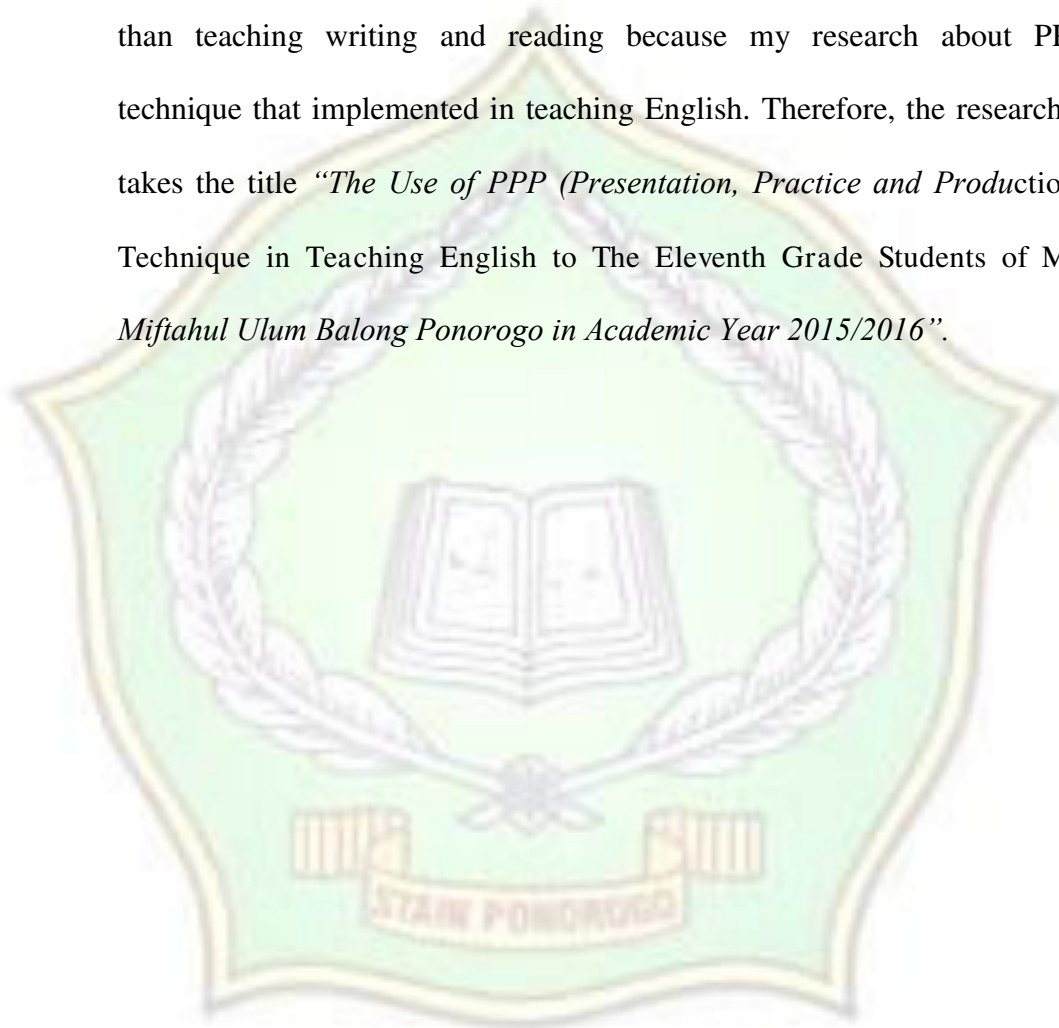 than teaching writing and reading because my research about
technique that implemented in teaching English. Therefore, the research
takes the title “The Use of PPP (Presentation, Practice and Productio
Technique in Teaching English to The Eleventh Grade Students of M
Miftahul Ulum Balong Ponorogo in Academic Year 2015/2016”.
STAIN PONOROGO